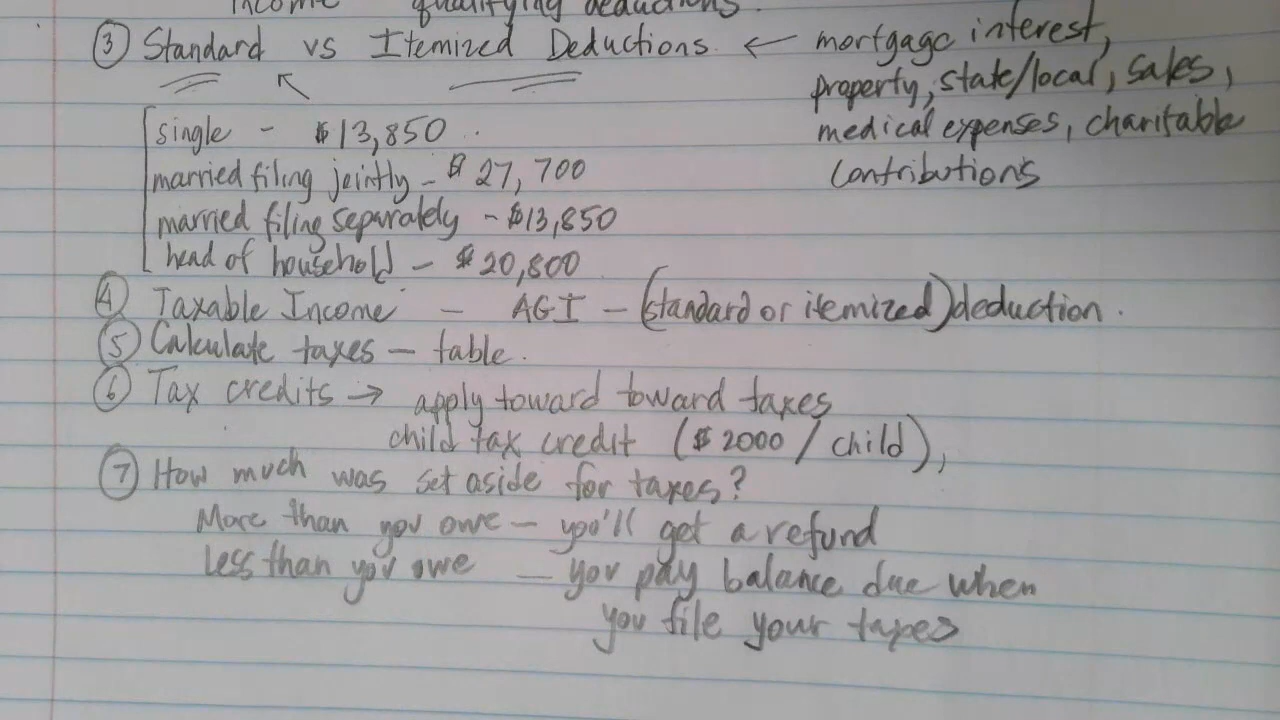 income qualifying deductions.
③ Standard vs Itemized Deductions. ← mortgage interest,
property, state/local, sales,
medical expenses, charitable
contributions
single - $13,850.
married filing jointly - $27,700
married filing separately - $13,850
head of household - $20,800
④ Taxable Income - AGI - (standard or itemized) deduction.
⑤ Calculate taxes - table.
⑥ Tax credits → apply toward toward taxes
child tax credit ($2000/child),
⑦ How much was set aside for taxes?
More than you owe - you'll get a refund
Less than you owe - you pay balance due when
you file your taxes